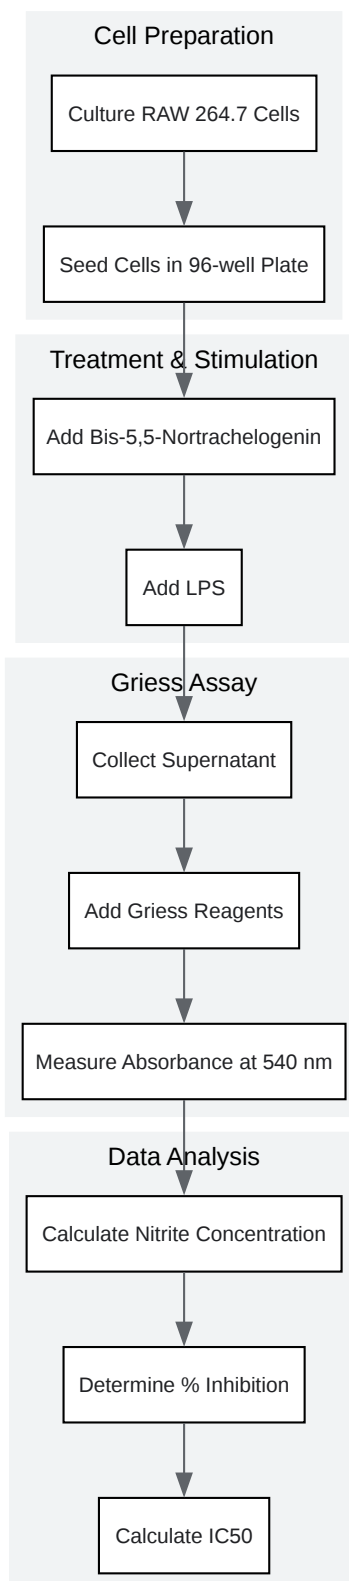 Cell Preparation
Culture RAW 264.7 Cells
Seed Cells in 96-well Plate
Treatment & Stimulation
Add Bis-5,5-Nortrachelogenin
Add LPS
Griess Assay
Collect Supernatant
Add Griess Reagents
Measure Absorbance at 540 nm
Data Analysis
Calculate Nitrite Concentration
Determine % Inhibition
Calculate IC50